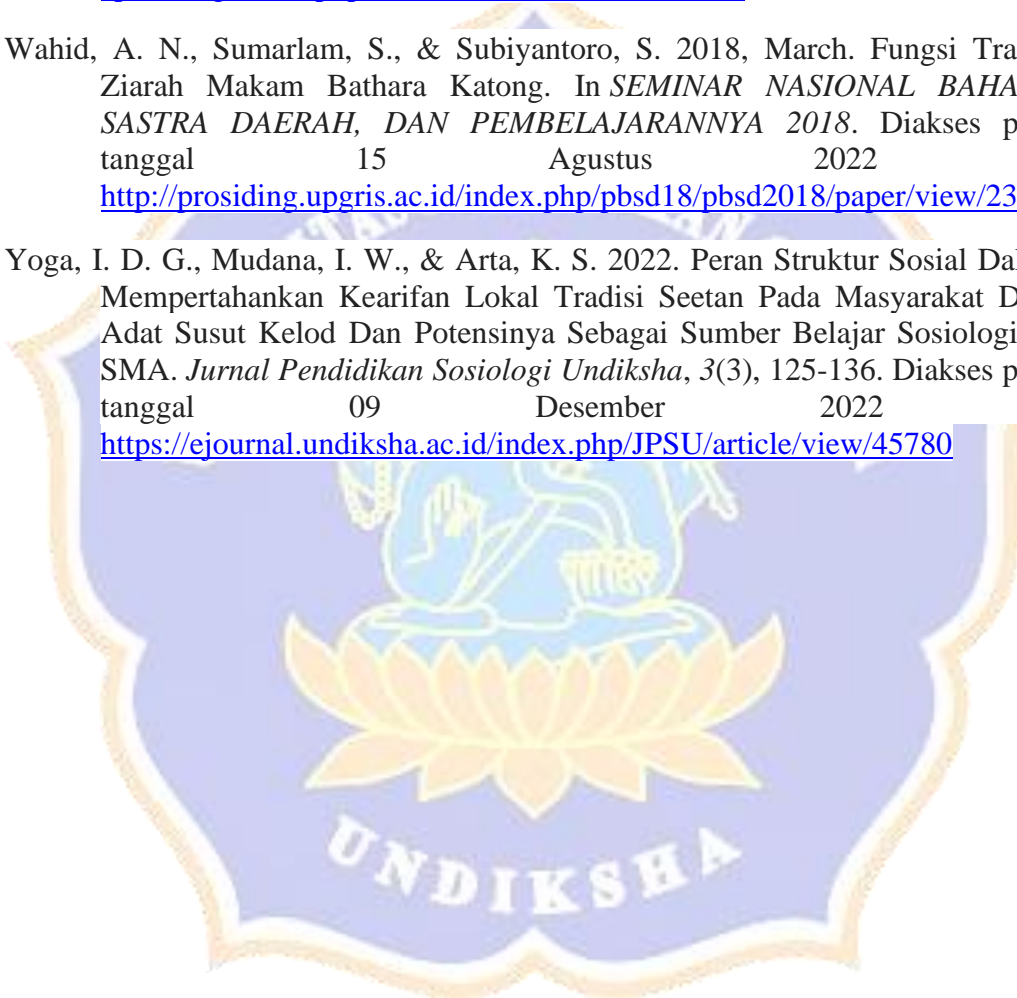 Wahid, A. N., Sumarlam, S., & Subiyantoro, S. 2018, March. Fungsi Tra
Ziarah Makam Bathara Katong. In SEMINAR NASIONAL BAHA
SASTRA DAERAH, DAN PEMBELAJARANNYA 2018. Diakses p
tanggal 15 Agustus 2022
http://prosiding.upgris.ac.id/index.php/pbsd18/pbsd2018/paper/view/23
Yoga, I. D. G., Mudana, I. W., & Arta, K. S. 2022. Peran Struktur Sosial Dal
Mempertahankan Kearifan Lokal Tradisi Seetan Pada Masyarakat D
Adat Susut Kelod Dan Potensinya Sebagai Sumber Belajar Sosiologi
SMA. Jurnal Pendidikan Sosiologi Undiksha, 3(3), 125-136. Diakses p
tanggal 09 Desember 2022
https://ejournal.undiksha.ac.id/index.php/JPSU/article/view/45780
UNDIKSHA